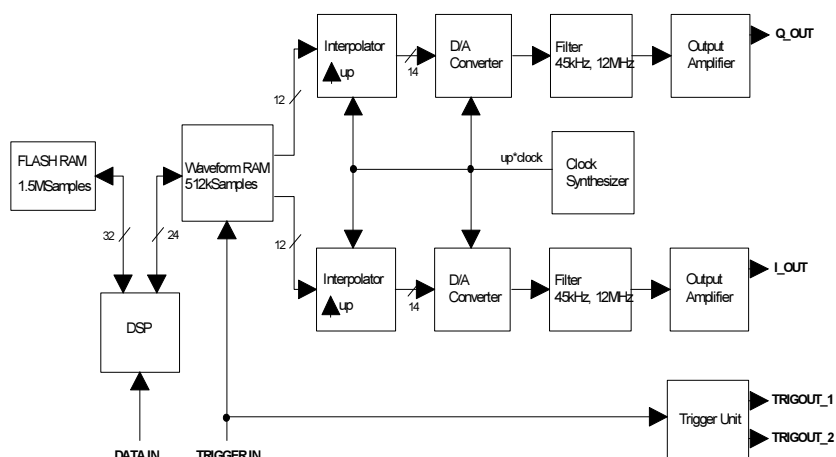 Interpolator
up
14
D/A
Converter
Filter
45kHz, 12MHz
Output
Amplifier
Q_OUT
12
FLASH RAM
1.5MSamples
Waveform RAM
512kSamples
up*clock
Clock
Synthesizer
32
24
12
Interpolator
up
14
D/A
Converter
Filter
45kHz, 12MHz
Output
Amplifier
I_OUT
DSP
Trigger Unit
TRIGOUT_1
TRIGOUT_2
DATA IN
TRIGGER IN